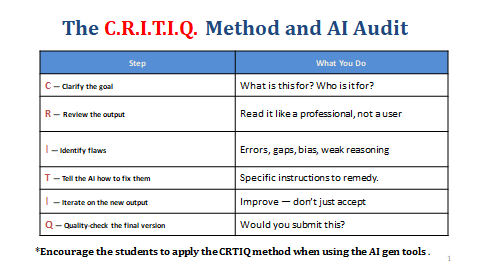 The C.R.I.T.I.Q. Method and AI Audit
Step What You Do
C — Clarify the goal What is this for? Who is it for?
R — Review the output Read it like a professional, not a user
I — Identify flaws Errors, gaps, bias, weak reasoning
T — Tell the AI how to fix them Specific instructions to remedy.
I — Iterate on the new output Improve — don’t just accept
Q — Quality-check the final version Would you submit this?
*Encourage the students to apply the CRTIQ method when using the AI gen tools .
1